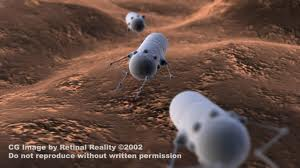 CG Image by Retinal Reality ©2002
Do not reproduce without written permission